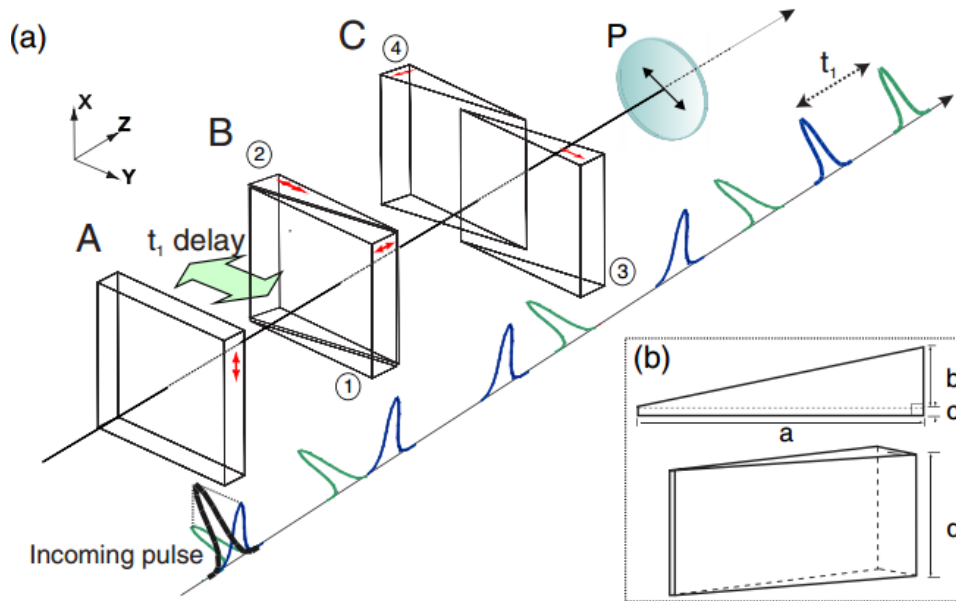 (a)
C
④
P
t₁
X
Z
Y
B
②
A
t₁ delay
③
①
(b)
b
c
a
d
Incoming pulse